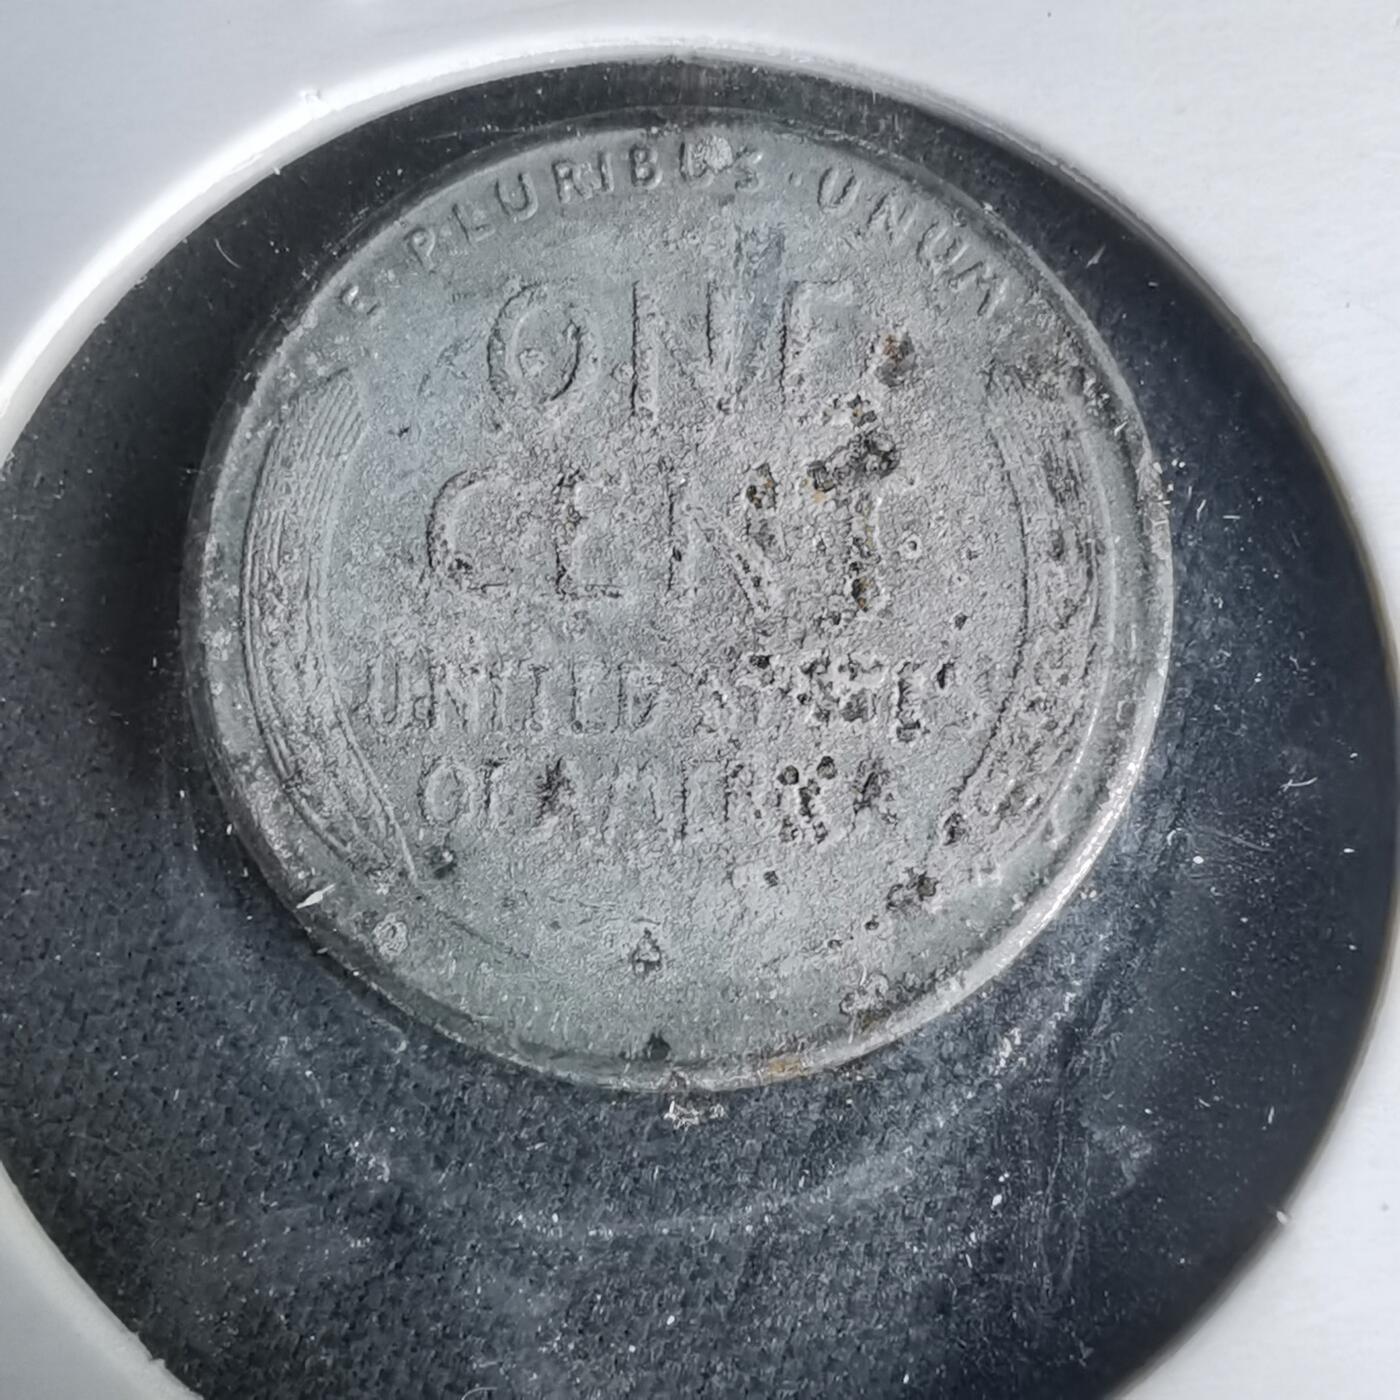 E · PLURIBUS · UNUM
ONE
CENT
UNITED STATES
OF AMERICA